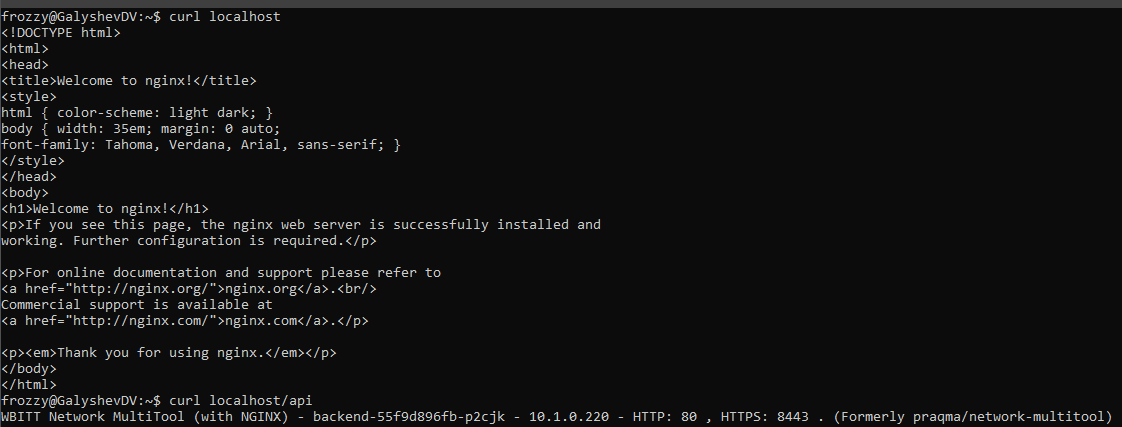 frozzy@GalyshevDV:~$ curl localhost
<!DOCTYPE html>
<html>
<head>
<title>Welcome to nginx!</title>
<style>
html { color-scheme: light dark; }
body { width: 35em; margin: 0 auto;
font-family: Tahoma, Verdana, Arial, sans-serif; }
</style>
</head>
<body>
<h1>Welcome to nginx!</h1>
<p>If you see this page, the nginx web server is successfully installed and
working. Further configuration is required.</p>

<p>For online documentation and support please refer to
<a href="http://nginx.org/">nginx.org</a>.<br/>
Commercial support is available at
<a href="http://nginx.com/">nginx.com</a>.</p>

<p><em>Thank you for using nginx.</em></p>
</body>
</html>
frozzy@GalyshevDV:~$ curl localhost/api
WBITT Network MultiTool (with NGINX) - backend-55f9d896fb-p2cjk - 10.1.0.220 - HTTP: 80 , HTTPS: 8443 . (Formerly praqma/network-multitool)